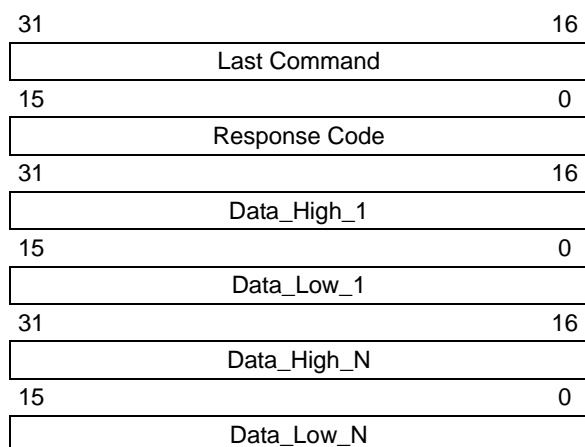 31 16
Last Command
15 0
Response Code
31 16
Data_High_1
15 0
Data_Low_1
31 16
Data_High_N
15 0
Data_Low_N